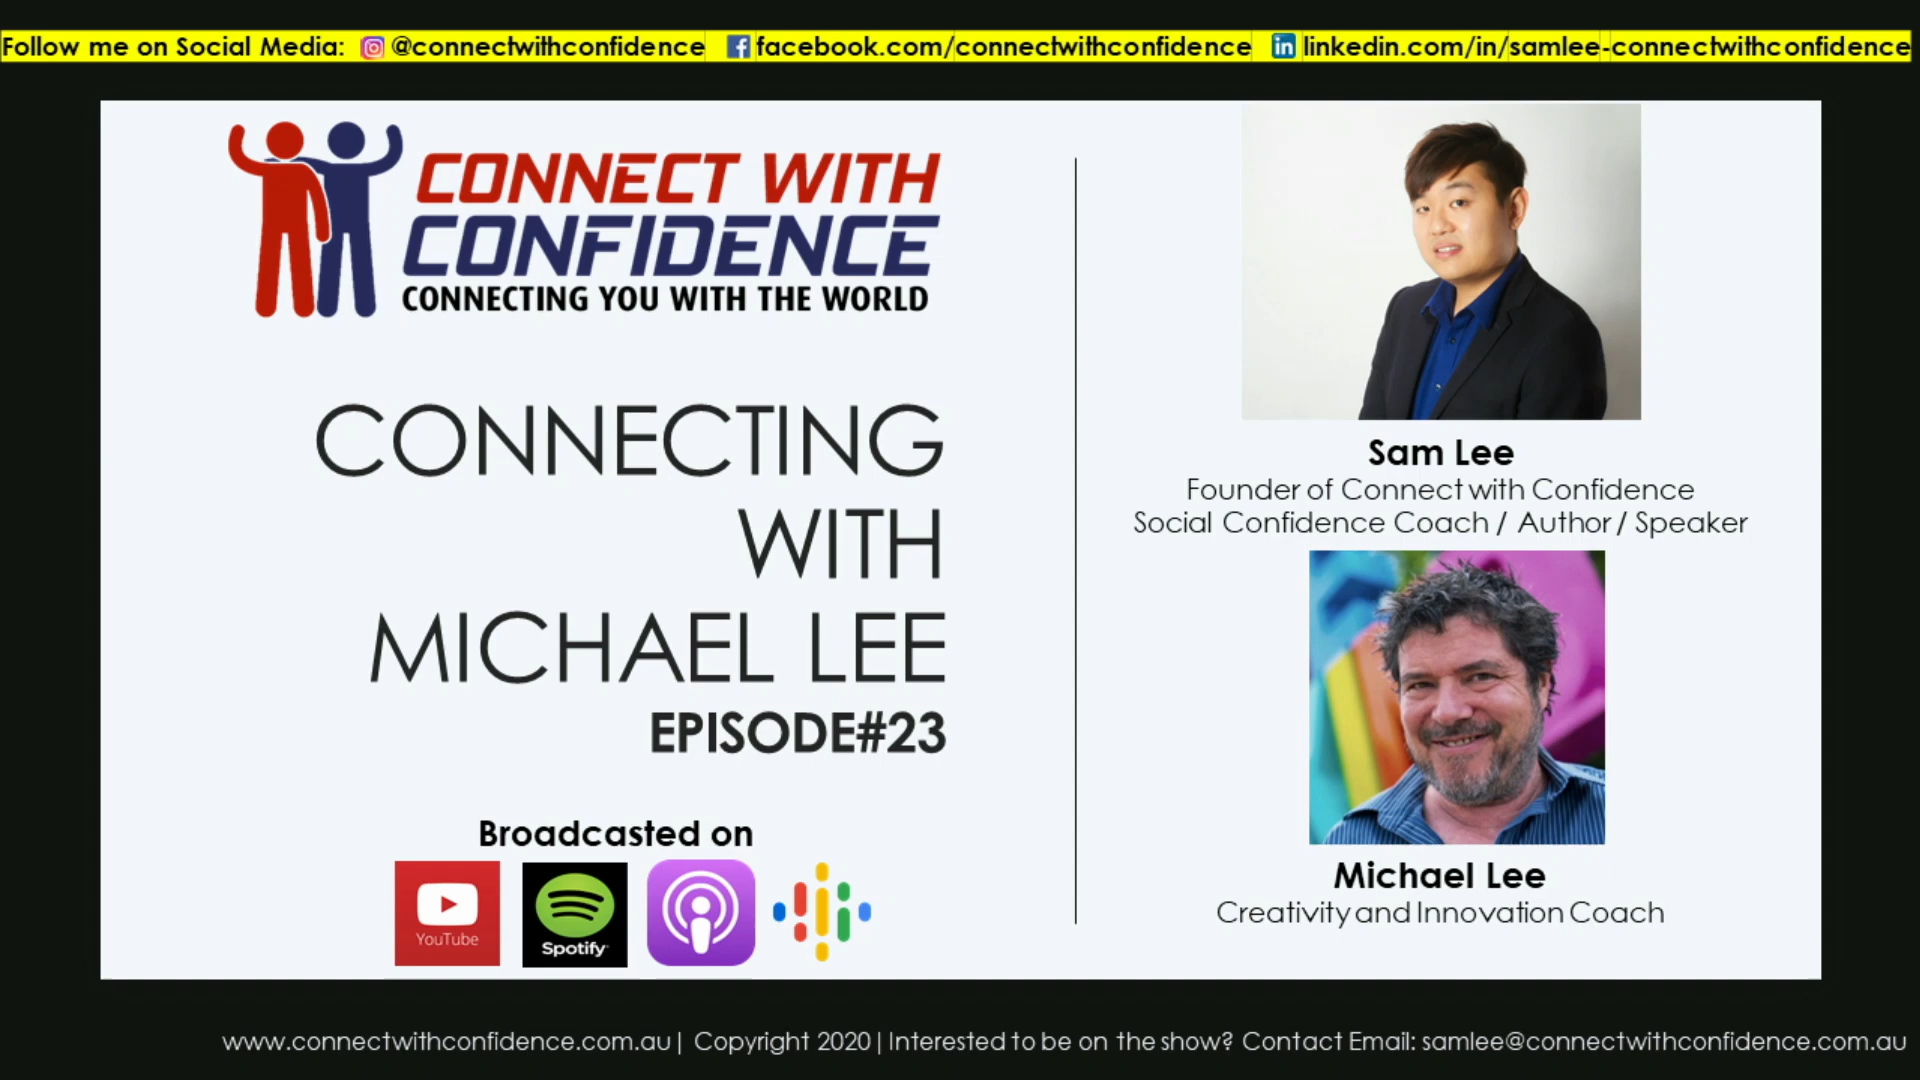 Follow me on Social Media: @connectwithconfidence facebook.com/connectwithconfidence linkedin.com/in/samlee-connectwithconfidence
CONNECT WITH
CONFIDENCE
CONNECTING YOU WITH THE WORLD
CONNECTING
WITH
MICHAEL LEE
EPISODE#23
Broadcasted on
YouTube
Spotify
Sam Lee
Founder of Connect with Confidence
Social Confidence Coach / Author / Speaker
Michael Lee
Creativity and Innovation Coach
www.connectwithconfidence.com.au| Copyright 2020|Interested to be on the show? Contact Email: samlee@connectwithconfidence.com.au